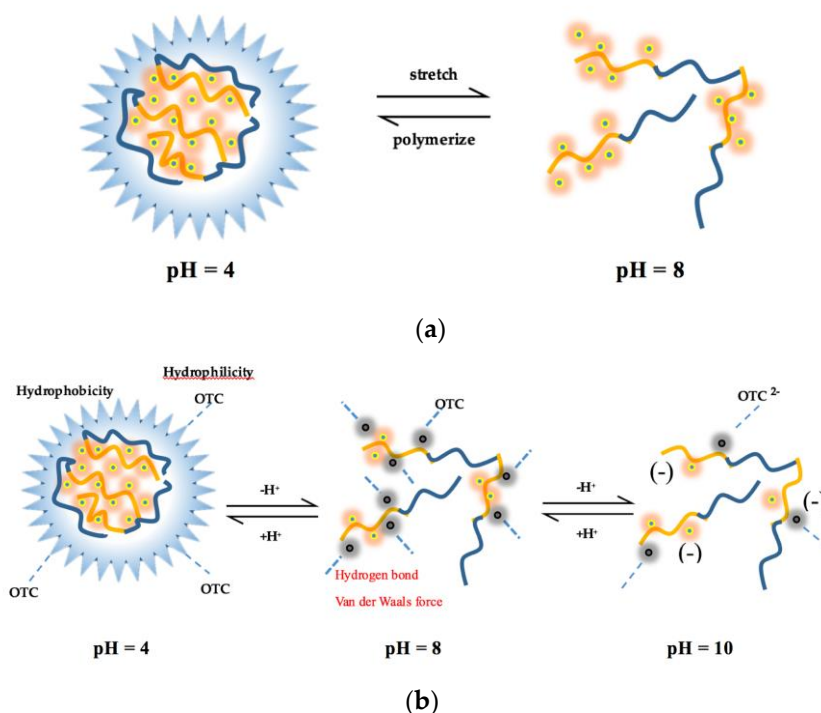 stretch
polymerize
pH = 4
pH = 8
(a)
Hydrophobicity
Hydrophilicity
OTC
OTC
OTC
OTC
OTC 2-
-H⁺
+H⁺
-H⁺
+H⁺
(-)
(-)
(-)
Hydrogen bond
Van der Waals force
pH = 4
pH = 8
pH = 10
(b)